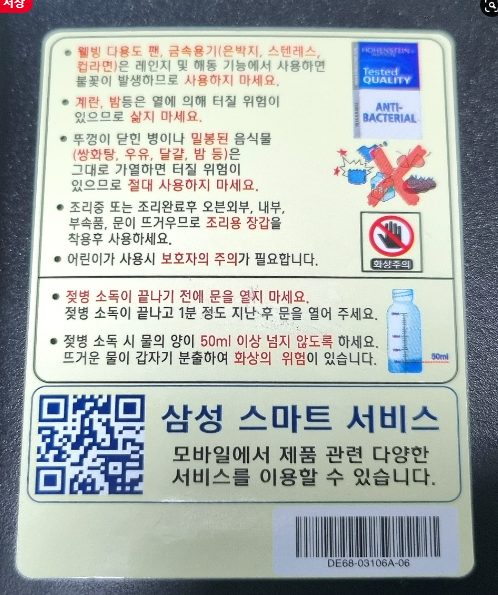 저장
• 웰빙 다용도 팬, 금속용기(은박지, 스텐레스,
컵라면)은 레인지 및 해동 기능에서 사용하면
불꽃이 발생하므로 사용하지 마세요.
• 계란, 밤등은 열에 의해 터질 위험이
있으므로 삶지 마세요.
• 뚜껑이 닫힌 병이나 밀봉된 음식물
(쌍화탕, 우유, 달걀, 밤 등)은
그대로 가열하면 터질 위험이
있으므로 절대 사용하지 마세요.
• 조리중 또는 조리완료후 오븐외부, 내부,
부속품, 문이 뜨거우므로 조리용 장갑을
착용후 사용하세요.
• 어린이가 사용시 보호자의 주의가 필요합니다.
HOHENSTEIN
Tested
QUALITY
ANTI-
BACTERIAL
화상주의
• 젖병 소독이 끝나기 전에 문을 열지 마세요.
젖병 소독이 끝나고 1분 정도 지난 후 문을 열어 주세요.
• 젖병 소독 시 물의 양이 50ml 이상 넘지 않도록 하세요.
뜨거운 물이 갑자기 분출하여 화상의 위험이 있습니다.
50ml
삼성 스마트 서비스
모바일에서 제품 관련 다양한
서비스를 이용할 수 있습니다.
DE68-03106A-06